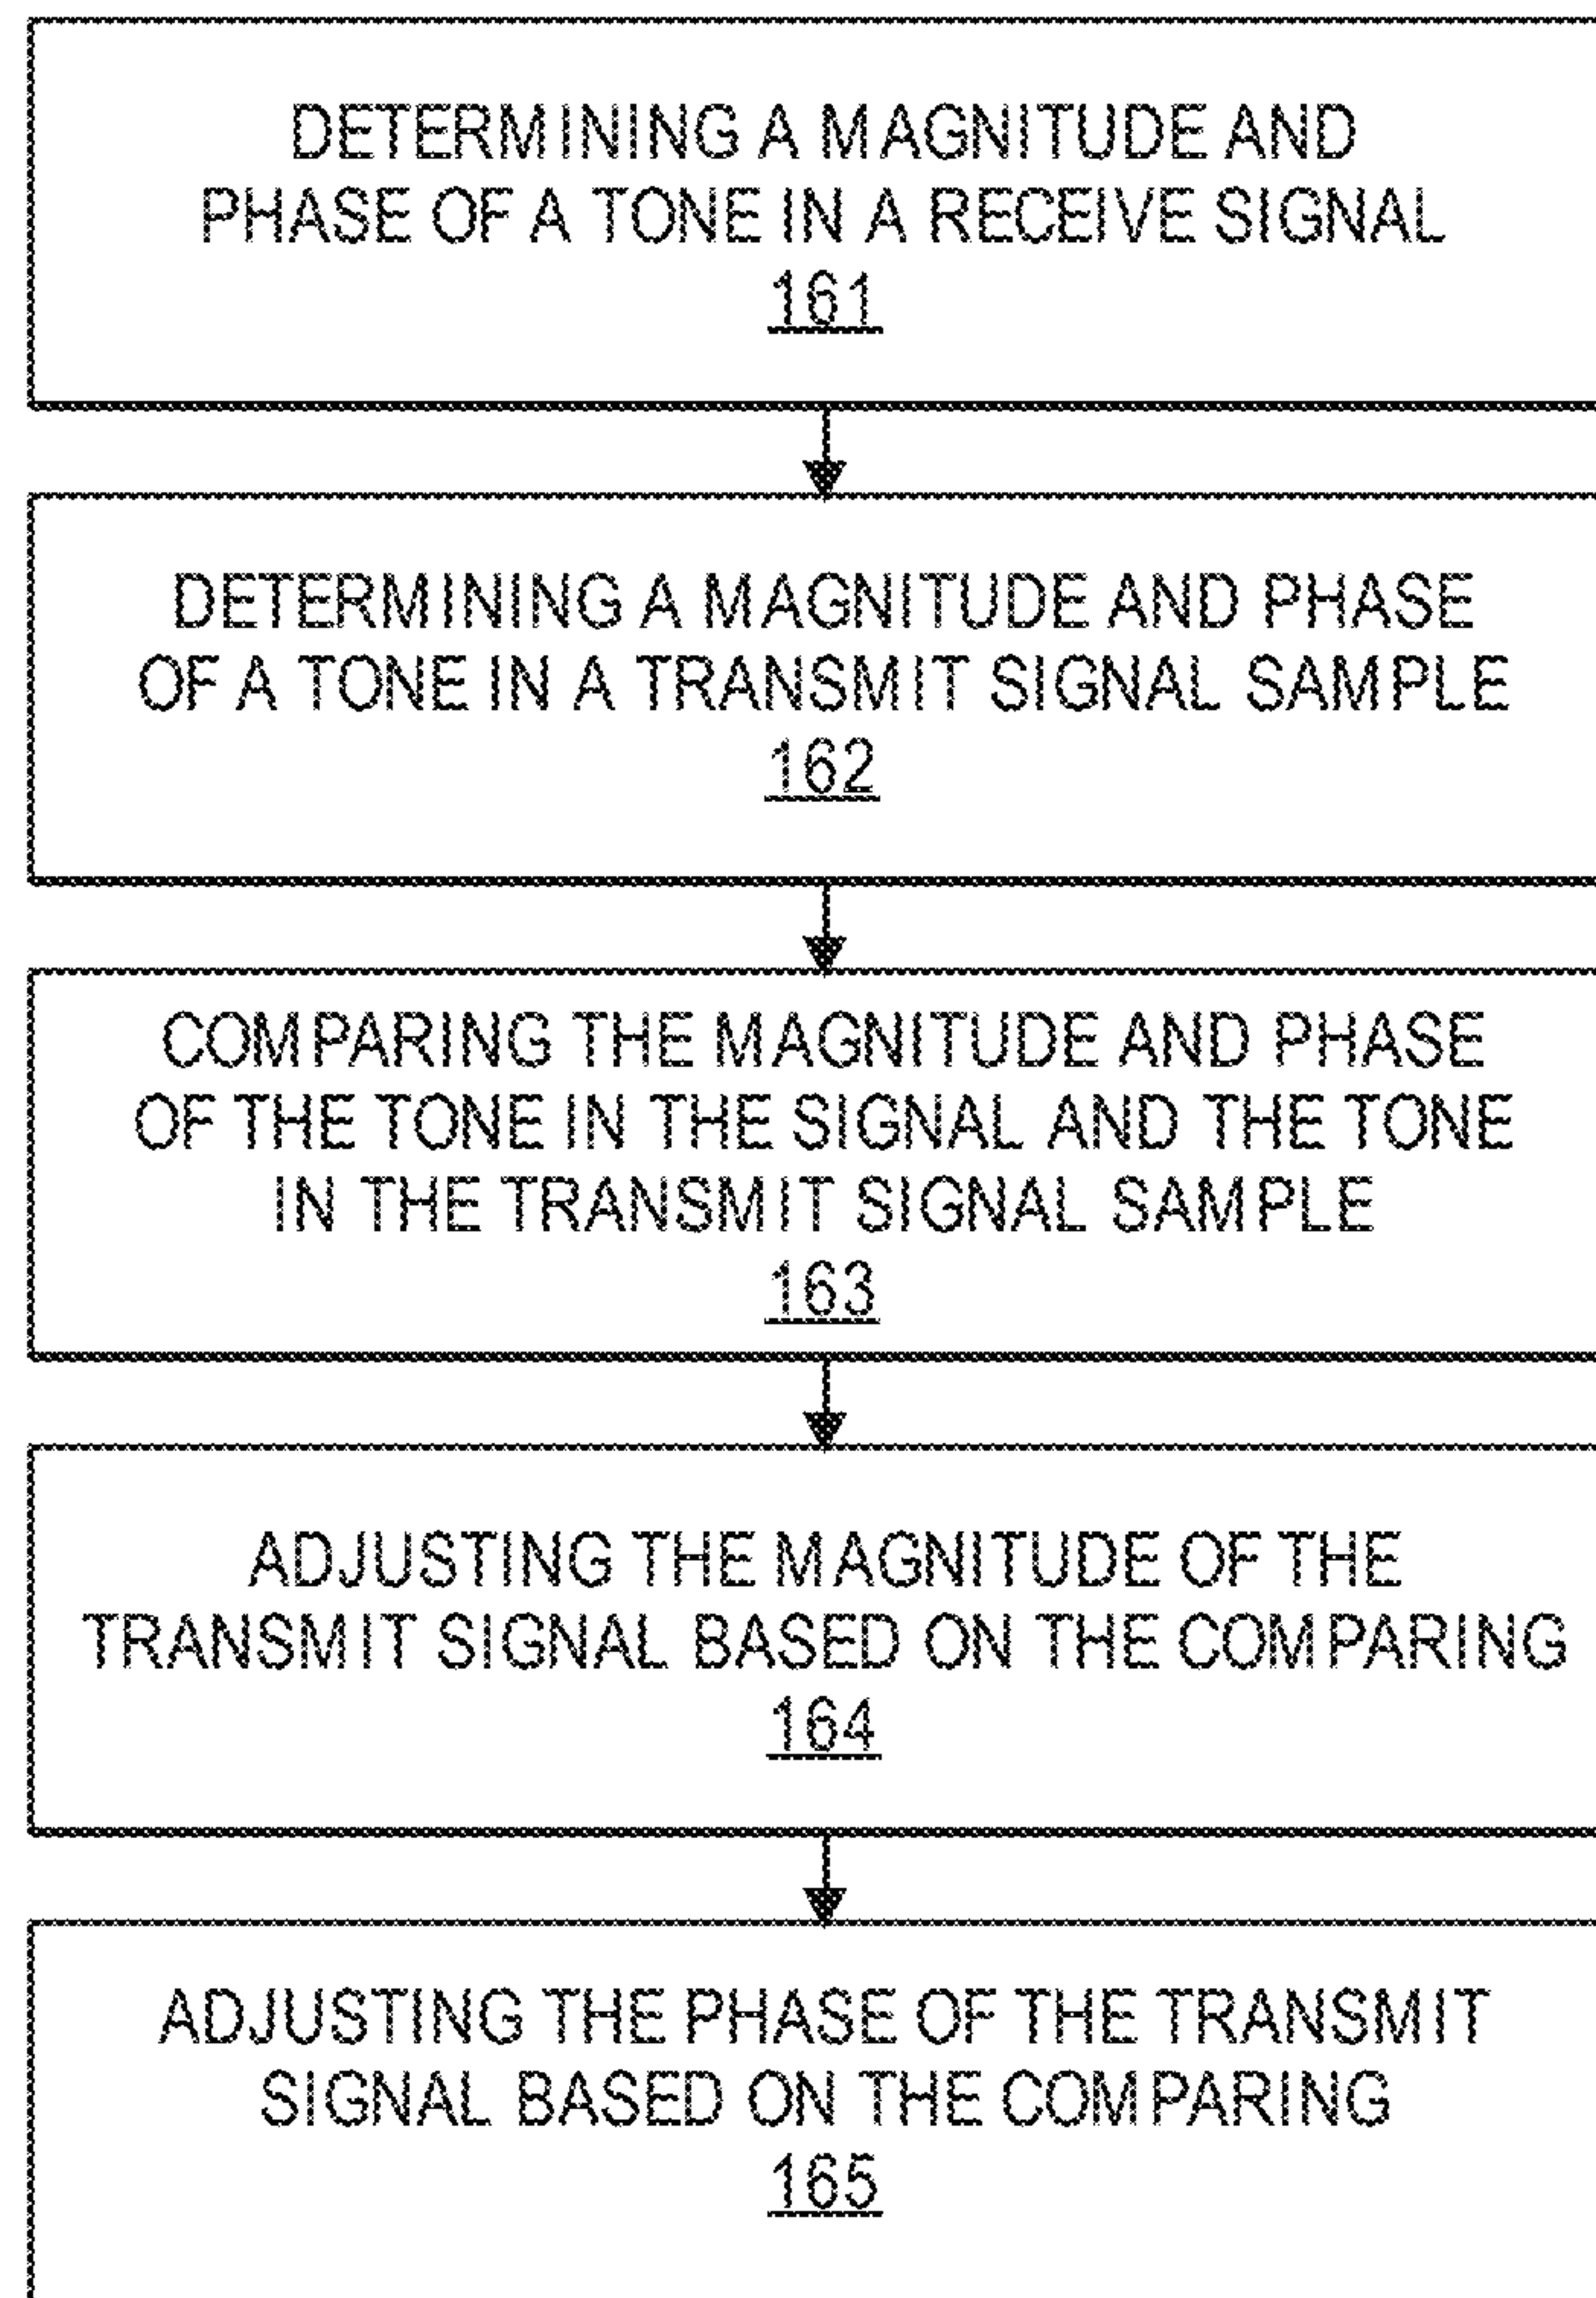 DETERMINING A MAGNITUDE AND
PHASE OF A TONE IN A RECEIVE SIGNAL
161
DETERMINING A MAGNITUDE AND PHASE
OF A TONE IN A TRANSMIT SIGNAL SAMPLE
162
COMPARING THE MAGNITUDE AND PHASE
OF THE TONE IN THE SIGNAL AND THE TONE
IN THE TRANSMIT SIGNAL SAMPLE
163
ADJUSTING THE MAGNITUDE OF THE
TRANSMIT SIGNAL BASED ON THE COMPARING
164
ADJUSTING THE PHASE OF THE TRANSMIT
SIGNAL BASED ON THE COMPARING
165